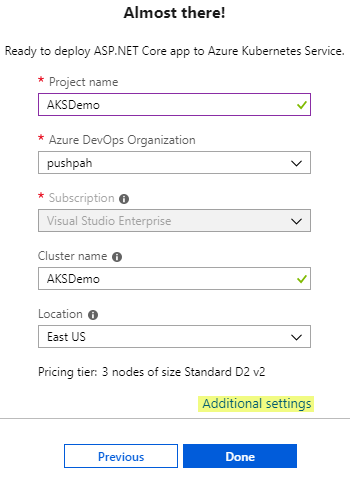 Almost there!
Ready to deploy ASP.NET Core app to Azure Kubernetes Service.
* Project name
AKSDemo
* Azure DevOps Organization
pushpah
* Subscription
Visual Studio Enterprise
Cluster name
AKSDemo
Location
East US
Pricing tier: 3 nodes of size Standard D2 v2
Additional settings
Previous Done